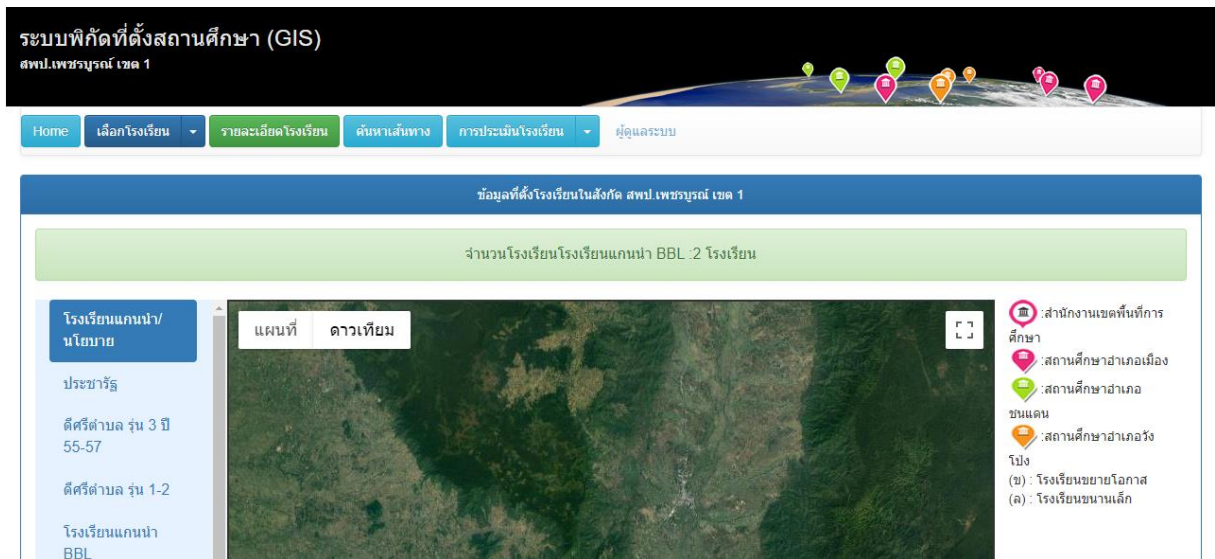 ระบบพิกัดที่ตั้งสถานศึกษา (GIS)
สพป.เพชรบูรณ์ เขต 1
Home เลือกโรงเรียน รายละเอียดโรงเรียน ค้นหาเส้นทาง การประเมินโรงเรียน ผู้ดูแลระบบ
ข้อมูลที่ตั้งโรงเรียนในสังกัด สพป.เพชรบูรณ์ เขต 1
จำนวนโรงเรียนโรงเรียนแกนนำ BBL :2 โรงเรียน
โรงเรียนแกนนำ/
นโยบาย
ประชารัฐ
ดีศรีตำบล รุ่น 3 ปี
55-57
ดีศรีตำบล รุ่น 1-2
โรงเรียนแกนนำ
BBL
แผนที่ ดาวเทียม
:สำนักงานเขตพื้นที่การ
ศึกษา
:สถานศึกษาอำเภอเมือง
:สถานศึกษาอำเภอ
ชนแดน
:สถานศึกษาอำเภอวัง
โป่ง
(ข) : โรงเรียนขยายโอกาส
(ล) : โรงเรียนขนานเล็ก